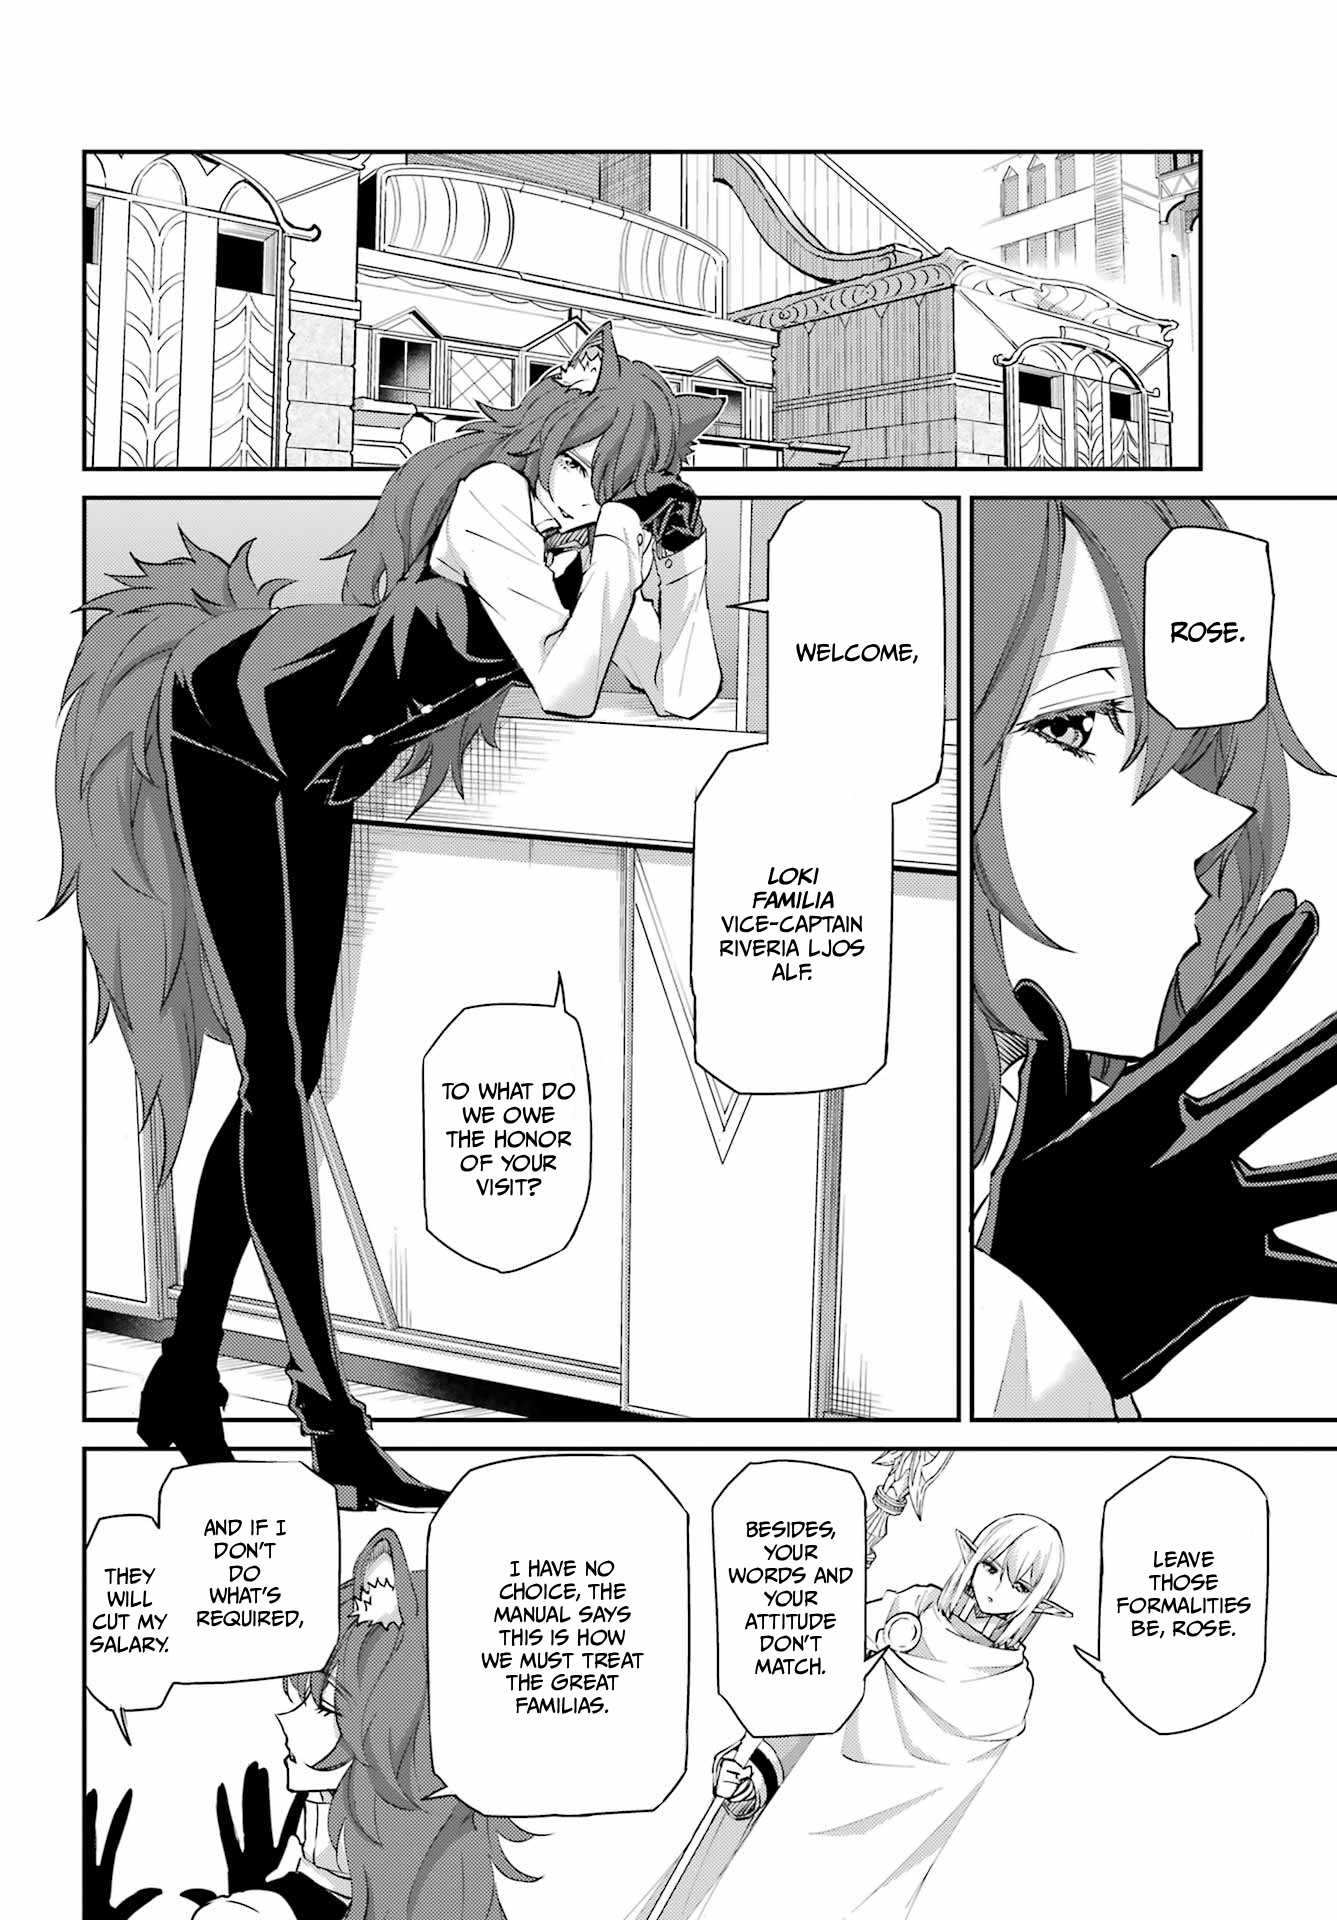 ROSE.
WELCOME,
LOKI
FAMILIA
VICE-CAPTAIN
RIVERIA LJOS
ALF.
TO WHAT DO
WE OWE
THE HONOR
OF YOUR
VISIT?
LEAVE
THOSE
FORMALITIES
BE, ROSE.
BESIDES,
YOUR
WORDS AND
YOUR
ATTITUDE
DON'T
MATCH.
I HAVE NO
CHOICE, THE
MANUAL SAYS
THIS IS HOW
WE MUST TREAT
THE GREAT
FAMILIAS.
AND IF I
DON'T
DO
WHAT'S
REQUIRED,
THEY
WILL
CUT MY
SALARY.